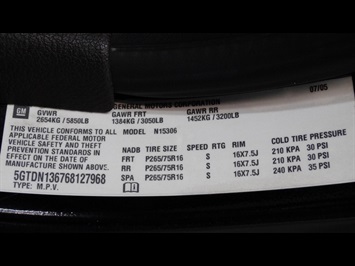 GENERAL MOTORS CORPORATION 07/05
GM GVWR GAWR FRT GAWR RR
2654KG / 5850LB 1384KG / 3050LB 1452KG / 3200LB
THIS VEHICLE CONFORMS TO ALL MODEL N15306
APPLICABLE FEDERAL MOTOR
VEHICLE SAFETY AND THEFT
PREVENTION STANDARDS IN
EFFECT ON THE DATE OF
MANUFACTURE SHOWN ABOVE.
5GTDN136768127968
TYPE: M.P.V.
NADB TIRE SIZE SPEED RTG RIM COLD TIRE PRESSURE
FRT P265/75R16 S 16X7.5J 210 KPA 30 PSI
RR P265/75R16 S 16X7.5J 210 KPA 30 PSI
SPA P265/75R16 S 16X7.5J 240 KPA 35 PSI